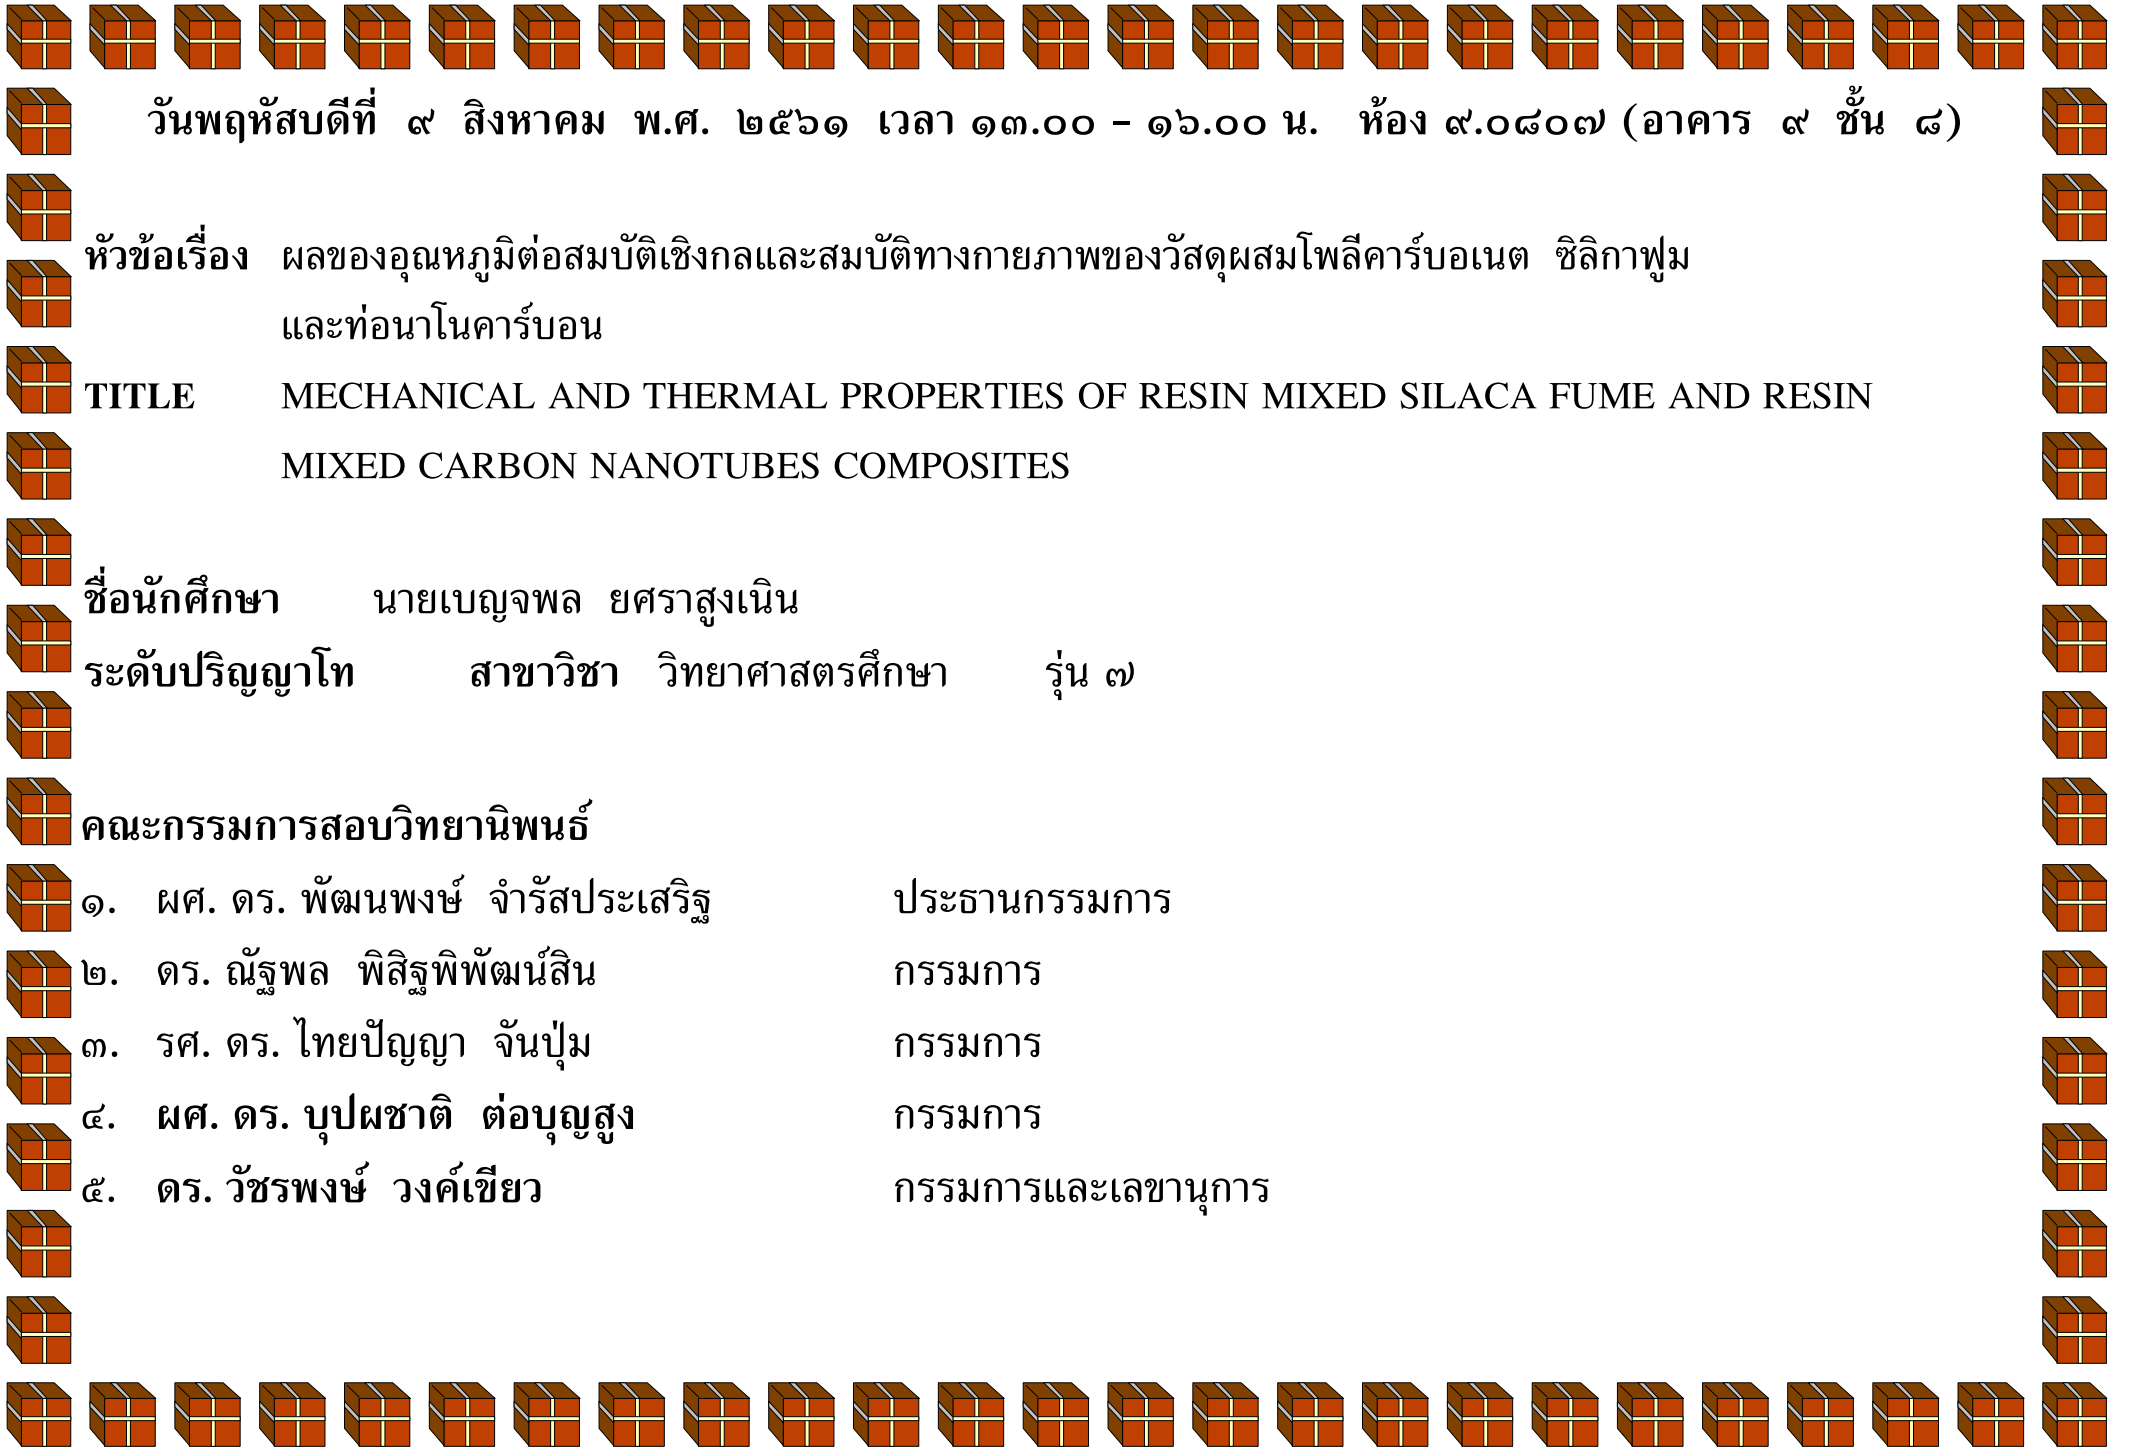 วันพฤหัสบดีที่ ๙ สิงหาคม พ.ศ. ๒๕๖๑ เวลา ๑๓.๐๐ – ๑๖.๐๐ น. ห้อง ๙.๐๘๐๗ (อาคาร ๙ ชั้น ๘)
หัวข้อเรื่อง ผลของอุณหภูมิต่อสมบัติเชิงกลและสมบัติทางกายภาพของวัสดุผสมโพลีคาร์บอเนต ซิลิกาฟูม
และท่อนาโนคาร์บอน
TITLE MECHANICAL AND THERMAL PROPERTIES OF RESIN MIXED SILACA FUME AND RESIN
MIXED CARBON NANOTUBES COMPOSITES
ชื่อนักศึกษา นายเบญจพล ยศราสูงเนิน
ระดับปริญญาโท สาขาวิชา วิทยาศาสตรศึกษา รุ่น ๗
คณะกรรมการสอบวิทยานิพนธ์
๑. ผศ. ดร. พัฒนพงษ์ จำรัสประเสริฐ ประธานกรรมการ
๒. ดร. ณัฐพล พิสิฐพิพัฒน์สิน กรรมการ
๓. รศ. ดร. ไทยปัญญา จันปุ่ม กรรมการ
๔. ผศ. ดร. บุปผชาติ ต่อบุญสูง กรรมการ
๕. ดร. วัชรพงษ์ วงค์เขียว กรรมการและเลขานุการ